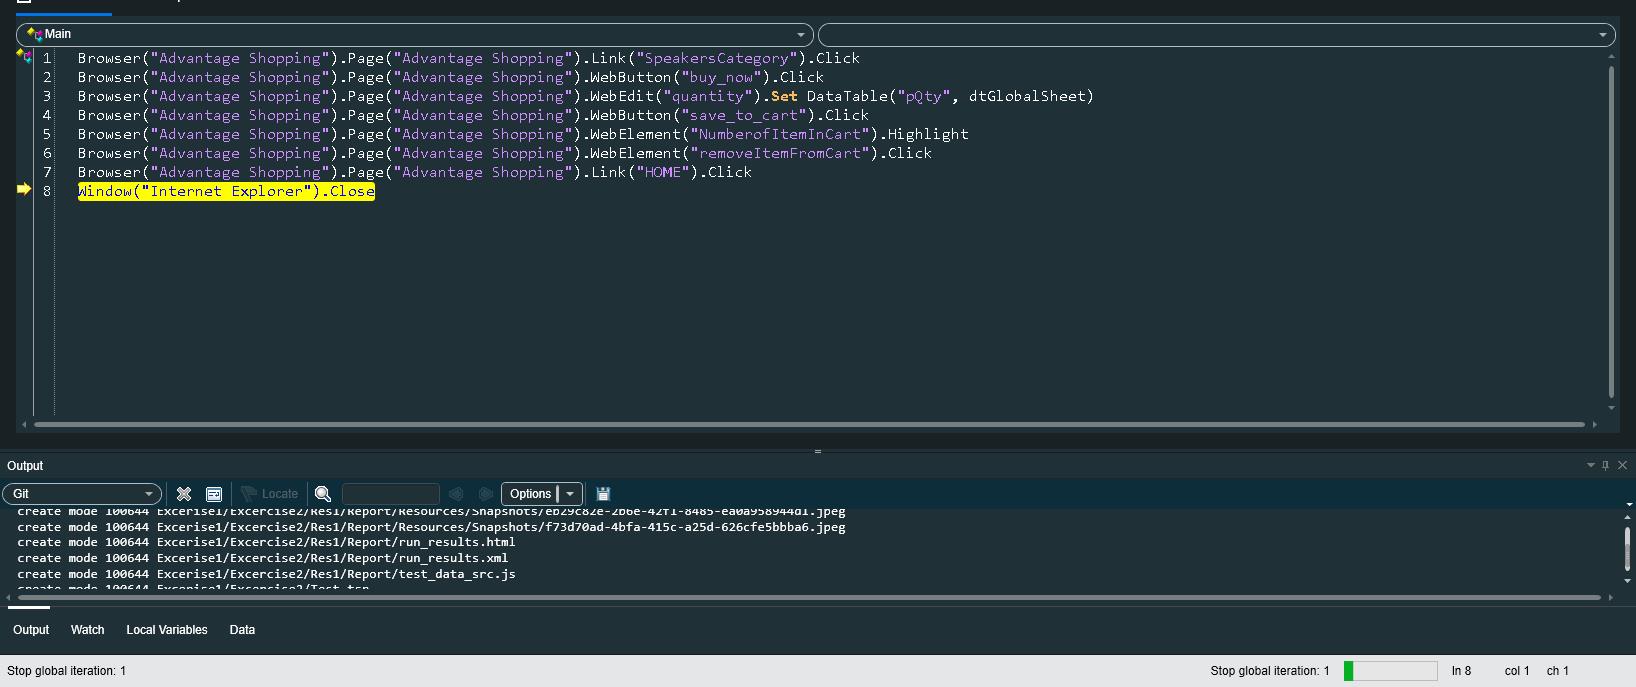 Main
1 Browser("Advantage Shopping").Page("Advantage Shopping").Link("SpeakersCategory").Click
2 Browser("Advantage Shopping").Page("Advantage Shopping").WebButton("buy_now").Click
3 Browser("Advantage Shopping").Page("Advantage Shopping").WebEdit("quantity").Set DataTable("pQty", dtGlobalSheet)
4 Browser("Advantage Shopping").Page("Advantage Shopping").WebButton("save_to_cart").Click
5 Browser("Advantage Shopping").Page("Advantage Shopping").WebElement("NumberofItemInCart").Highlight
6 Browser("Advantage Shopping").Page("Advantage Shopping").WebElement("removeItemFromCart").Click
7 Browser("Advantage Shopping").Page("Advantage Shopping").Link("HOME").Click
8 Window("Internet Explorer").Close
Output
Git Locate Options
create mode 100644 Excerise1/Excercise2/Res1/Report/Resources/Snapshots/eb29c82e-2b6e-42f1-8485-ea0a958944d1.jpeg
create mode 100644 Excerise1/Excercise2/Res1/Report/Resources/Snapshots/f73d70ad-4bfa-415c-a25d-626cfe5bbba6.jpeg
create mode 100644 Excerise1/Excercise2/Res1/Report/run_results.html
create mode 100644 Excerise1/Excercise2/Res1/Report/run_results.xml
create mode 100644 Excerise1/Excercise2/Res1/Report/test_data_src.js
create mode 100644 Excerise1/Excercise2/Test.tsp
Output Watch Local Variables Data
Stop global iteration: 1 Stop global iteration: 1 ln 8 col 1 ch 1